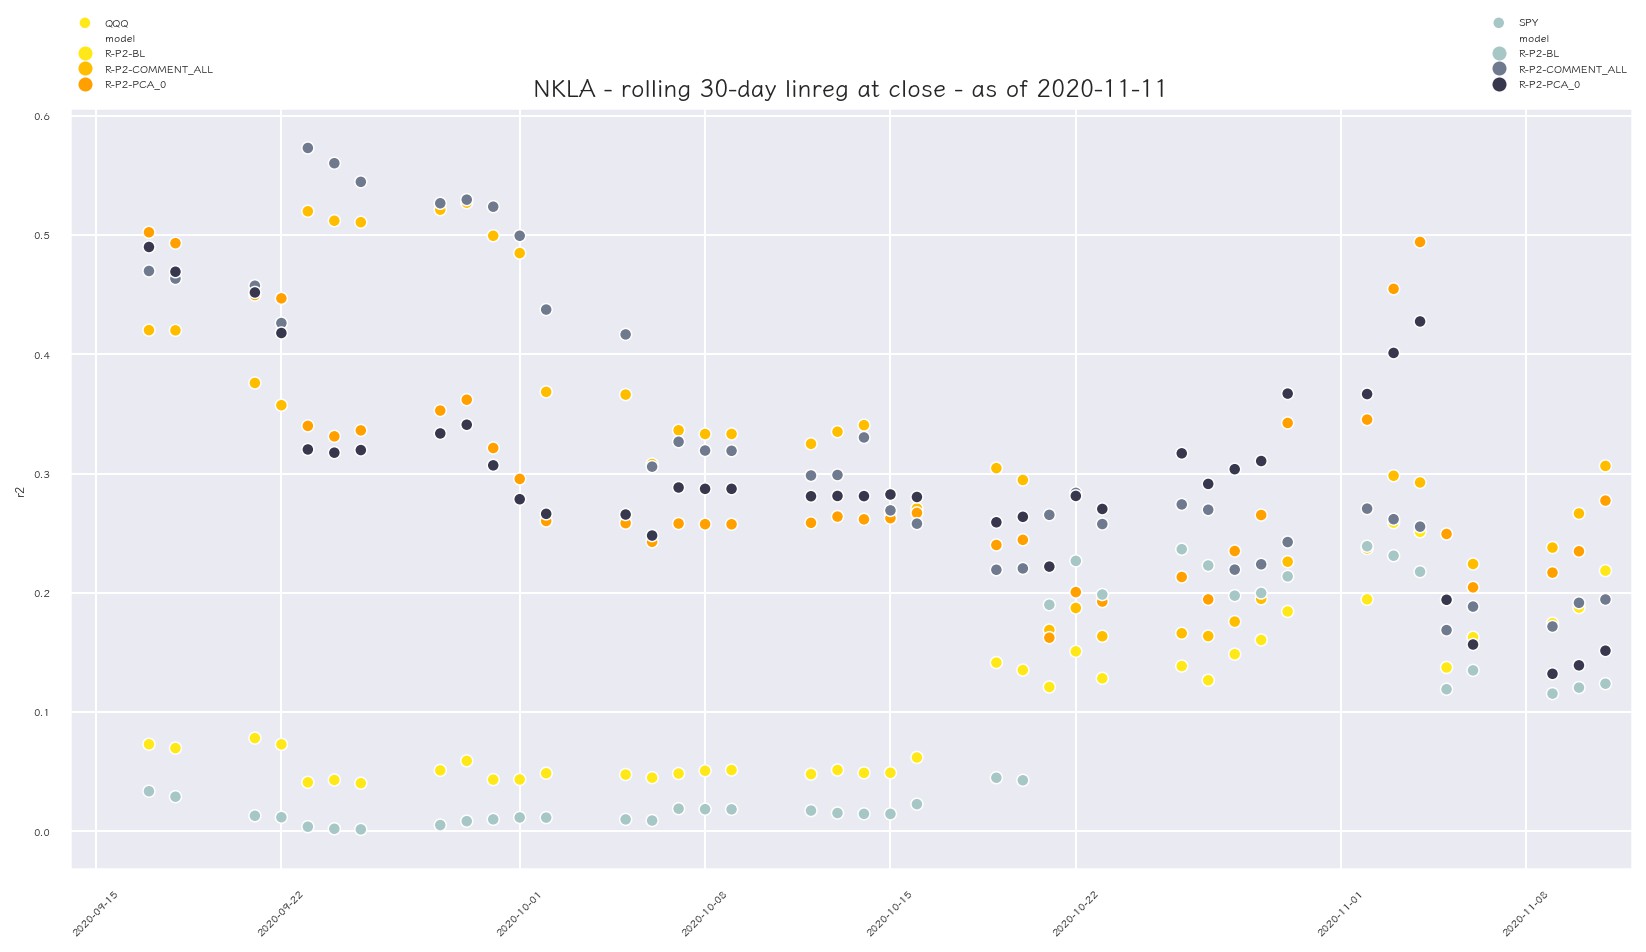 QQQ
model
R-P2-BL
R-P2-COMMENT_ALL
R-P2-PCA_0
SPY
model
R-P2-BL
R-P2-COMMENT_ALL
R-P2-PCA_0
NKLA - rolling 30-day linreg at close - as of 2020-11-11
0.6
0.5
0.4
0.3
0.2
0.1
0.0
r2
2020-09-15
2020-09-22
2020-10-01
2020-10-08
2020-10-15
2020-10-22
2020-11-01
2020-11-08